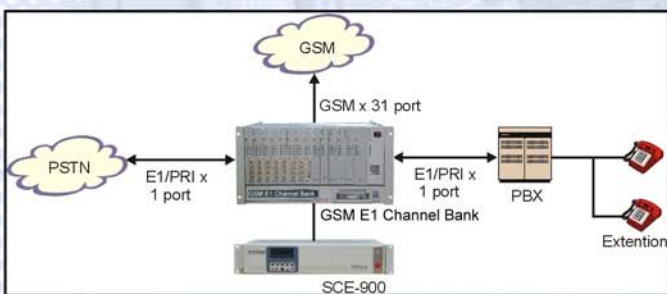 GSM
GSM x 31 port
PSTN
E1/PRI x
1 port
GSM E1 Channel Bank
E1/PRI x
1 port
PBX
GSM E1 Channel Bank
Extention
SCE-900